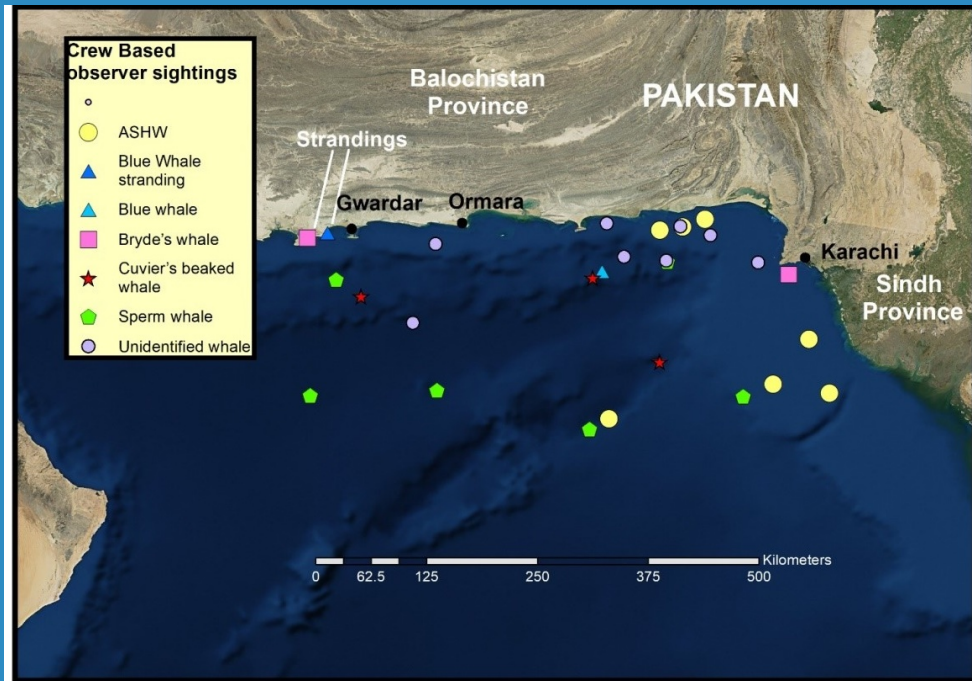 Crew Based
observer sightings
ASHW
Blue Whale
stranding
Blue whale
Bryde's whale
Cuvier's beaked
whale
Sperm whale
Unidentified whale
Balochistan
Province
PAKISTAN
Strandings
Gwardar
Ormara
Karachi
Sindh
Province
Kilometers
0 62.5 125 250 375 500